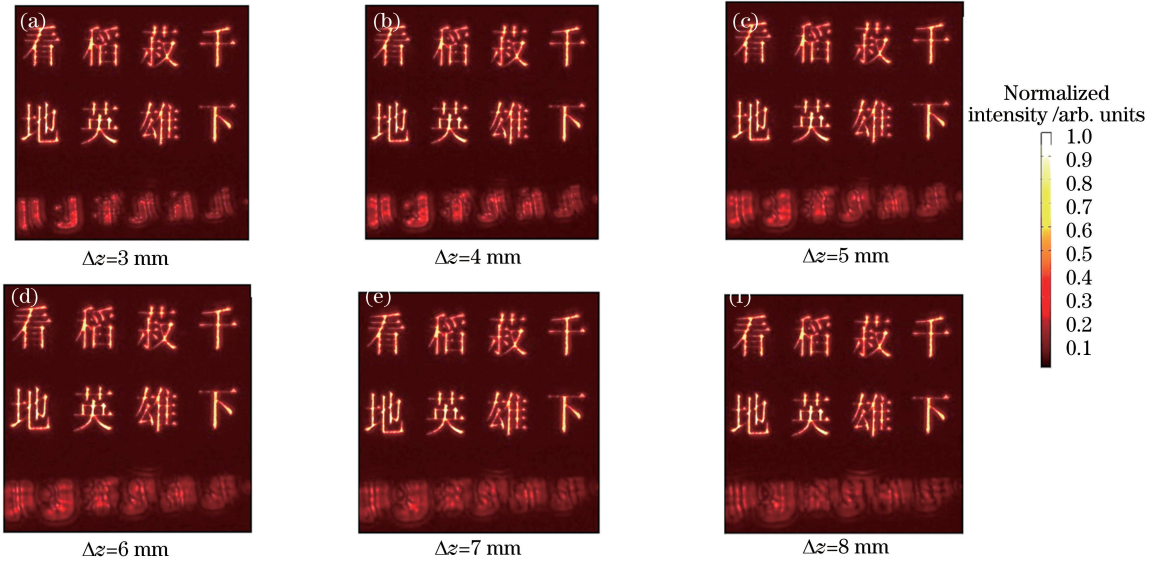 (a)
看稻菽千
地英雄下
Δz=3 mm
(b)
看稻菽千
地英雄下
Δz=4 mm
(c)
看稻菽千
地英雄下
Δz=5 mm
Normalized
intensity /arb. units
1.0
0.9
0.8
0.7
0.6
0.5
0.4
0.3
0.2
0.1
(d)
看稻菽千
地英雄下
Δz=6 mm
(e)
看稻菽千
地英雄下
Δz=7 mm
(f)
看稻菽千
地英雄下
Δz=8 mm